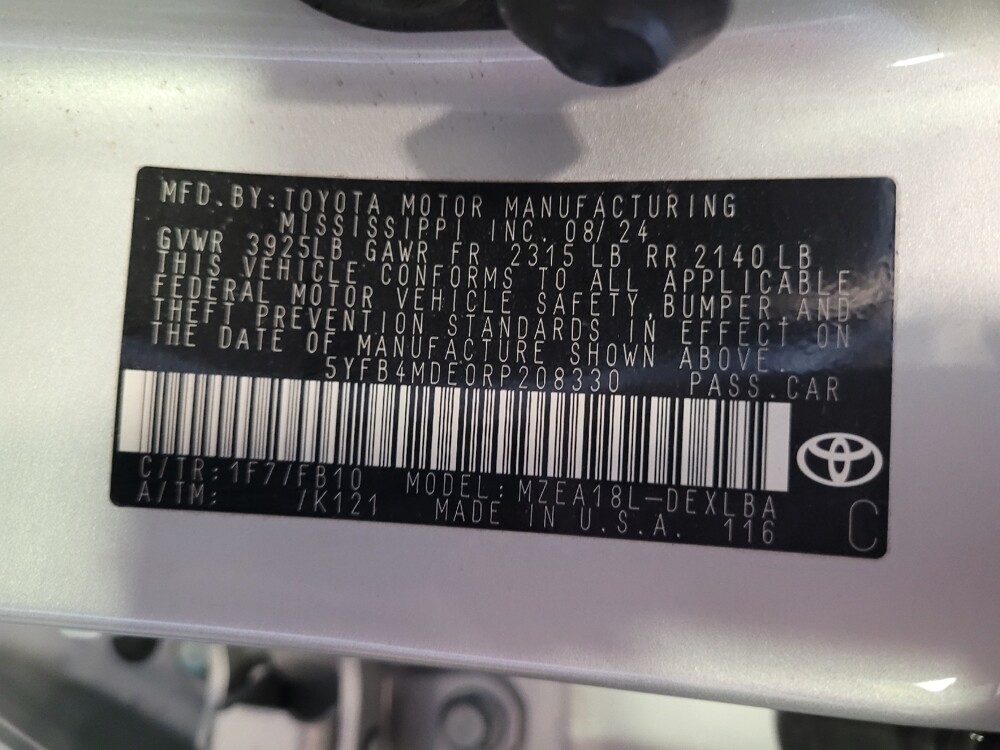 MFD. BY: TOYOTA MOTOR MANUFACTURING
MISSISSIPPI INC. 08/24
GVWR 3925LB GAWR FR 2315 LB RR 2140 LB
THIS VEHICLE CONFORMS TO ALL APPLICABLE
FEDERAL MOTOR VEHICLE SAFETY, BUMPER, AND
THEFT PREVENTION STANDARDS IN EFFECT ON
THE DATE OF MANUFACTURE SHOWN ABOVE.
5YFB4MDE0RP208330 PASS. CAR
C/TR: 1F7/FB10 MODEL: MZEA18L-DEXLBA
A/TM: /K121 MADE IN U.S.A. 116 C